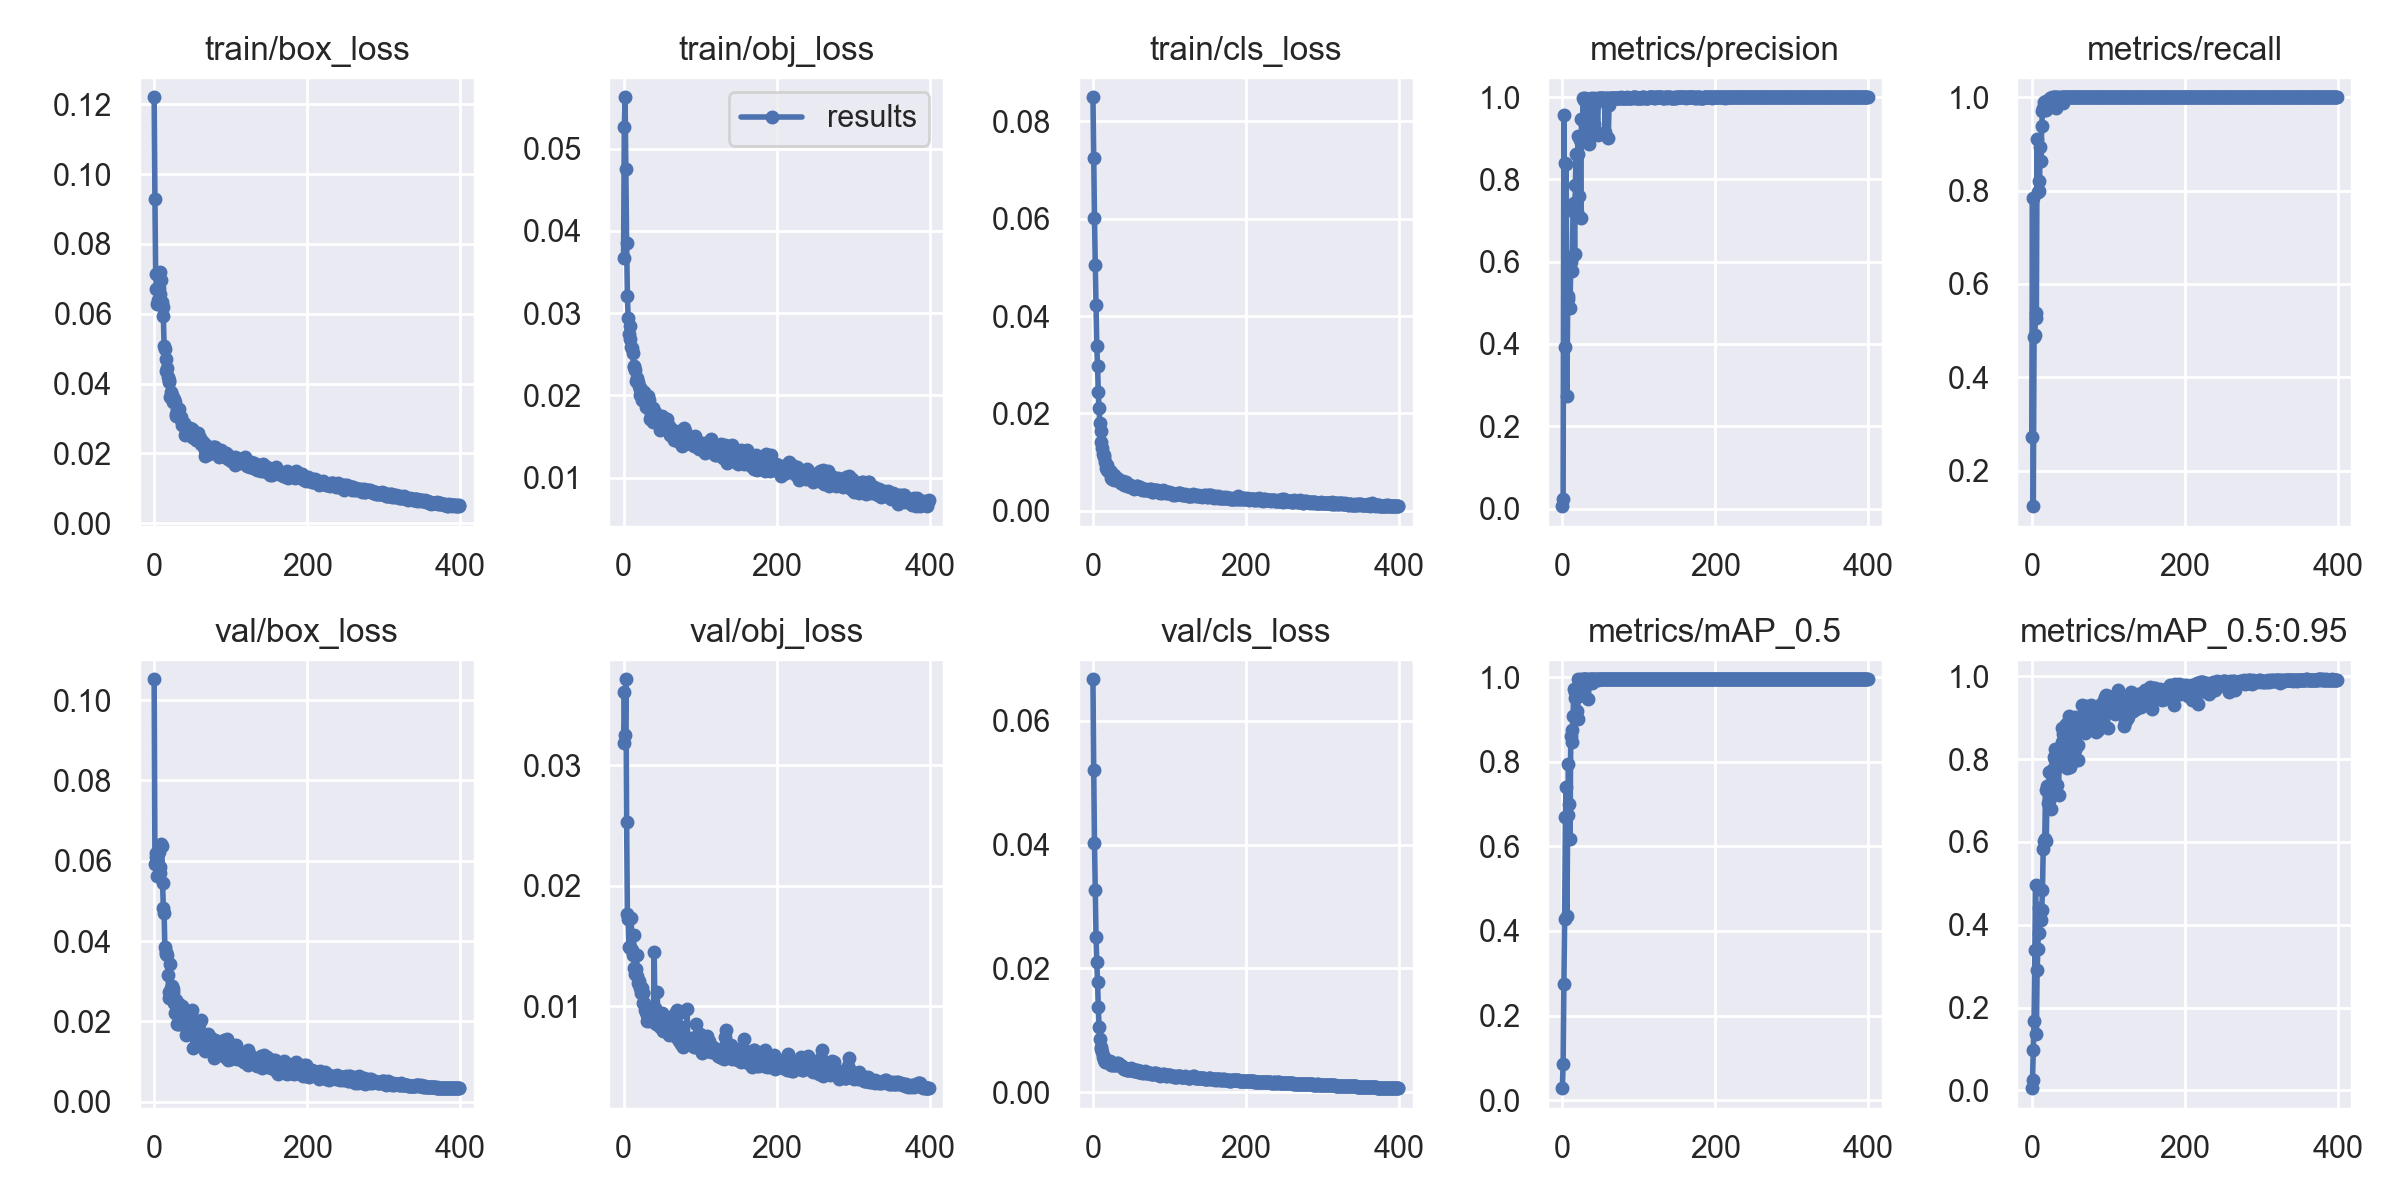 train/box_loss
0.12
0.10
0.08
0.06
0.04
0.02
0.00
0 200 400
train/obj_loss
results
0.05
0.04
0.03
0.02
0.01
0 200 400
train/cls_loss
0.08
0.06
0.04
0.02
0.00
0 200 400
metrics/precision
1.0
0.8
0.6
0.4
0.2
0.0
0 200 400
metrics/recall
1.0
0.8
0.6
0.4
0.2
0 200 400
val/box_loss
0.10
0.08
0.06
0.04
0.02
0.00
0 200 400
val/obj_loss
0.03
0.02
0.01
0 200 400
val/cls_loss
0.06
0.04
0.02
0.00
0 200 400
metrics/mAP_0.5
1.0
0.8
0.6
0.4
0.2
0.0
0 200 400
metrics/mAP_0.5:0.95
1.0
0.8
0.6
0.4
0.2
0.0
0 200 400